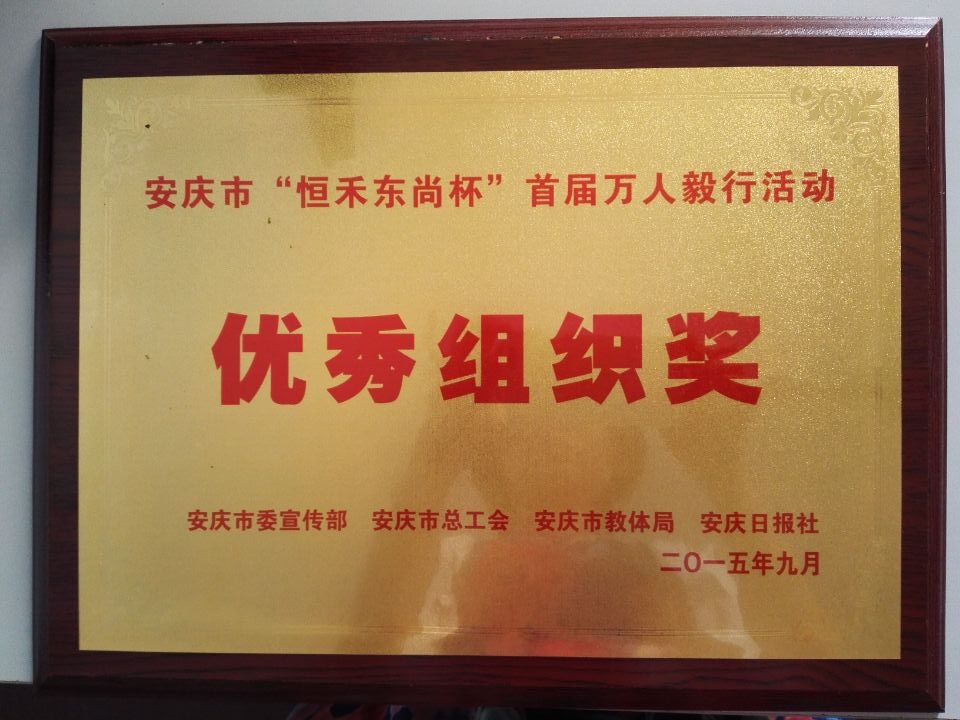 安庆市“恒禾东尚杯”首届万人毅行活动
优秀组织奖
安庆市委宣传部 安庆市总工会 安庆市教体局 安庆日报社
二〇一五年九月